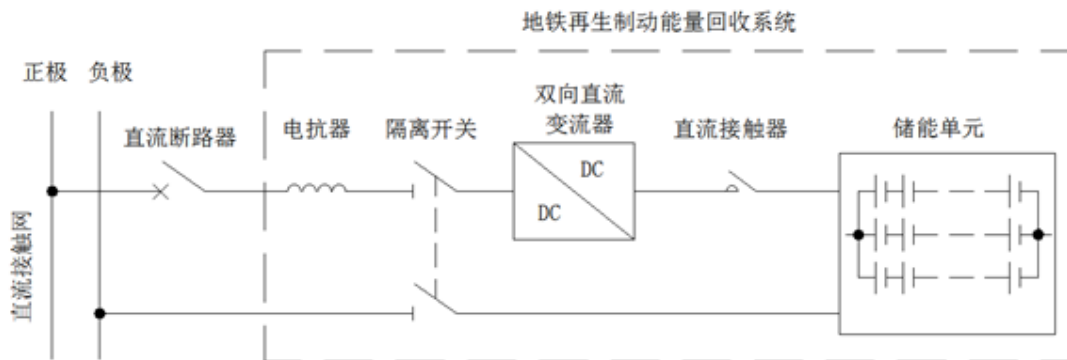 地铁再生制动能量回收系统
正极 负极
直流断路器
电抗器
隔离开关
双向直流
变流器
直流接触器
储能单元
DC
DC
直流接触网